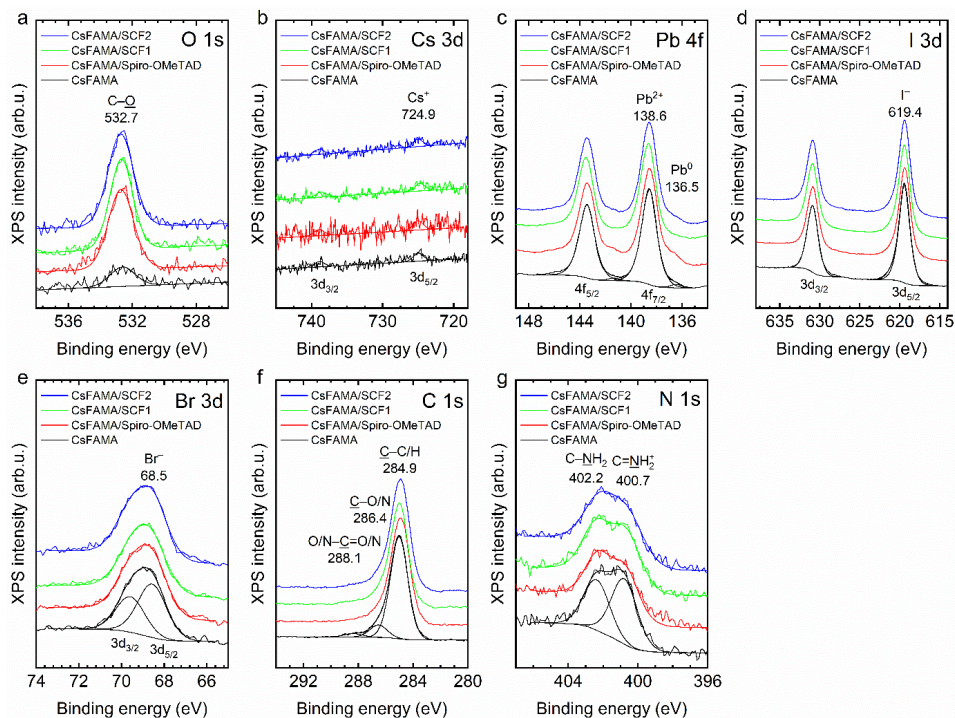 a
O 1s
CsFAMA/SCF2
CsFAMA/SCF1
CsFAMA/Spiro-OMeTAD
CsFAMA
C–O
532.7
XPS intensity (arb.u.)
536 532 528
Binding energy (eV)
b
Cs 3d
CsFAMA/SCF2
CsFAMA/SCF1
CsFAMA/Spiro-OMeTAD
CsFAMA
Cs⁺
724.9
3d3/2
3d5/2
XPS intensity (arb.u.)
740 730 720
Binding energy (eV)
c
Pb 4f
CsFAMA/SCF2
CsFAMA/SCF1
CsFAMA/Spiro-OMeTAD
CsFAMA
Pb²⁺
138.6
Pb⁰
136.5
4f5/2
4f7/2
XPS intensity (arb.u.)
148 144 140 136
Binding energy (eV)
d
I 3d
CsFAMA/SCF2
CsFAMA/SCF1
CsFAMA/Spiro-OMeTAD
CsFAMA
I⁻
619.4
3d3/2
3d5/2
XPS intensity (arb.u.)
635 630 625 620 615
Binding energy (eV)
e
Br 3d
CsFAMA/SCF2
CsFAMA/SCF1
CsFAMA/Spiro-OMeTAD
CsFAMA
Br⁻
68.5
3d3/2
3d5/2
XPS intensity (arb.u.)
74 72 70 68 66
Binding energy (eV)
f
C 1s
CsFAMA/SCF2
CsFAMA/SCF1
CsFAMA/Spiro-OMeTAD
CsFAMA
C–C/H
284.9
C–O/N
286.4
O/N–C=O/N
288.1
XPS intensity (arb.u.)
292 288 284 280
Binding energy (eV)
g
N 1s
CsFAMA/SCF2
CsFAMA/SCF1
CsFAMA/Spiro-OMeTAD
CsFAMA
C–NH₂
402.2
C=NH₂⁺
400.7
XPS intensity (arb.u.)
404 400 396
Binding energy (eV)